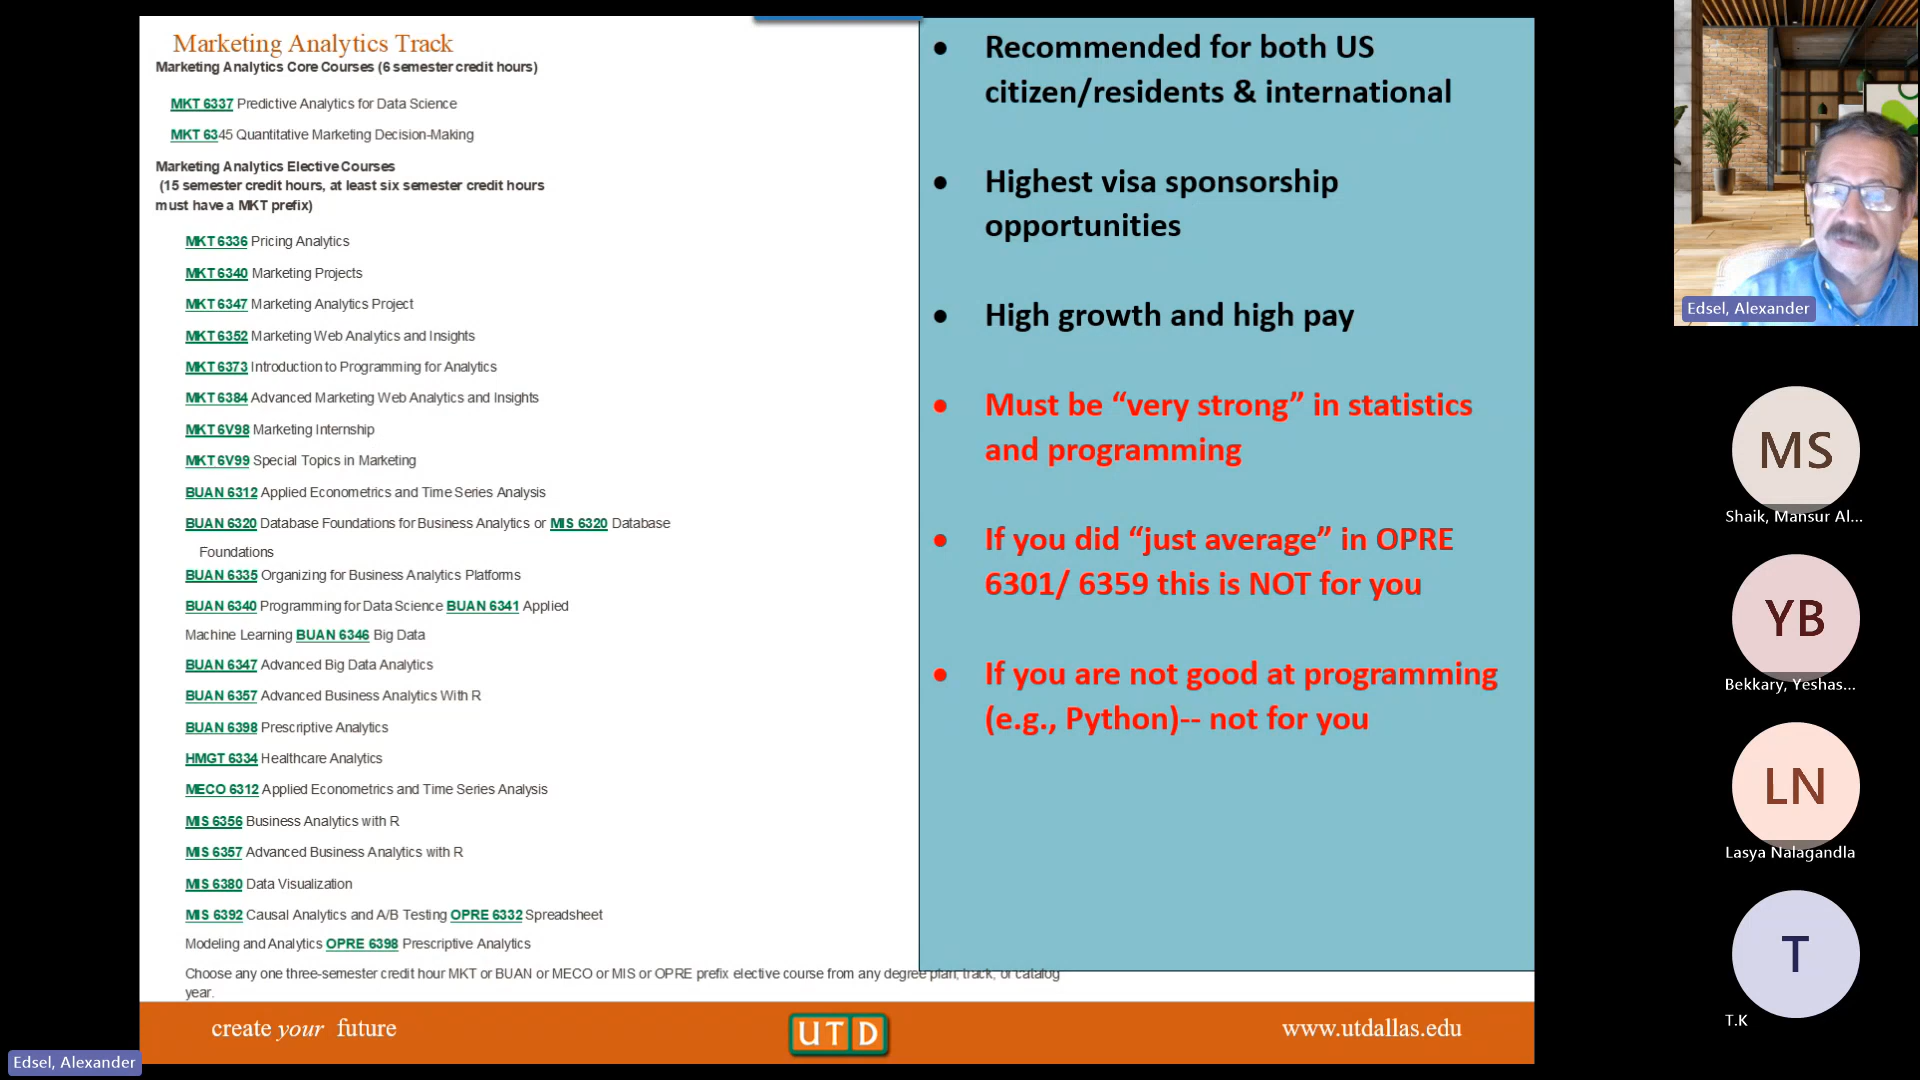 Marketing Analytics Track
Marketing Analytics Core Courses (6 semester credit hours)
MKT 6337 Predictive Analytics for Data Science
MKT 6345 Quantitative Marketing Decision-Making
Marketing Analytics Elective Courses
(15 semester credit hours, at least six semester credit hours
must have a MKT prefix)
MKT 6336 Pricing Analytics
MKT 6340 Marketing Projects
MKT 6347 Marketing Analytics Project
MKT 6352 Marketing Web Analytics and Insights
MKT 6373 Introduction to Programming for Analytics
MKT 6384 Advanced Marketing Web Analytics and Insights
MKT 6V98 Marketing Internship
MKT 6V99 Special Topics in Marketing
BUAN 6312 Applied Econometrics and Time Series Analysis
BUAN 6320 Database Foundations for Business Analytics or MIS 6320 Database
Foundations
BUAN 6335 Organizing for Business Analytics Platforms
BUAN 6340 Programming for Data Science BUAN 6341 Applied
Machine Learning BUAN 6346 Big Data
BUAN 6347 Advanced Big Data Analytics
BUAN 6357 Advanced Business Analytics With R
BUAN 6398 Prescriptive Analytics
HMGT 6334 Healthcare Analytics
MECO 6312 Applied Econometrics and Time Series Analysis
MIS 6356 Business Analytics with R
MIS 6357 Advanced Business Analytics with R
MIS 6380 Data Visualization
MIS 6392 Causal Analytics and A/B Testing OPRE 6332 Spreadsheet
Modeling and Analytics OPRE 6398 Prescriptive Analytics
Choose any one three-semester credit hour MKT or BUAN or MECO or MIS or OPRE prefix elective course from any degree plan, track, or catalog
year.
• Recommended for both US
citizen/residents & international
• Highest visa sponsorship
opportunities
• High growth and high pay
• Must be “very strong” in statistics
and programming
• If you did “just average” in OPRE
6301/ 6359 this is NOT for you
• If you are not good at programming
(e.g., Python)-- not for you
create your future
UTD
www.utdallas.edu
Edsel, Alexander
Edsel, Alexander
MS
Shaik, Mansur Al...
YB
Bekkary, Yeshas...
LN
Lasya Nalagandla
T
T.K